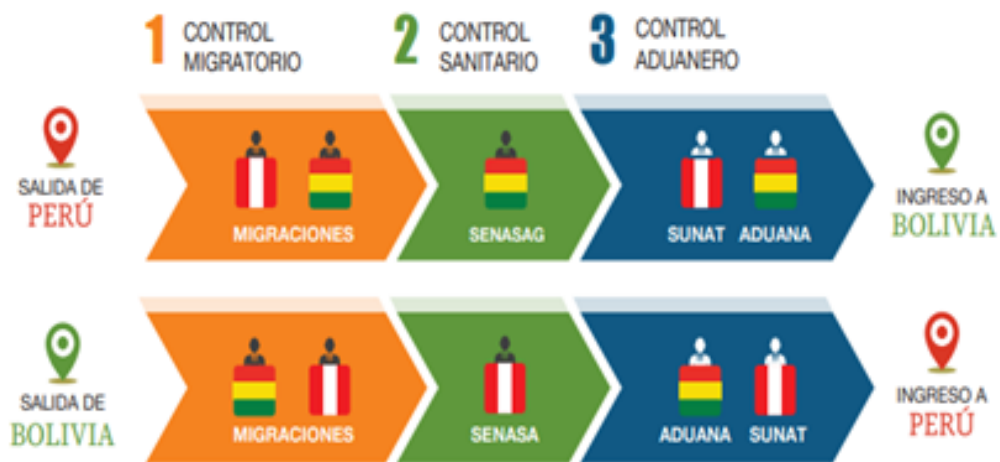 1 CONTROL
MIGRATORIO
2 CONTROL
SANITARIO
3 CONTROL
ADUANERO
SALIDA DE
PERÚ
MIGRACIONES
SENASAG
SUNAT ADUANA
INGRESO A
BOLIVIA
SALIDA DE
BOLIVIA
MIGRACIONES
SENASA
ADUANA SUNAT
INGRESO A
PERÚ